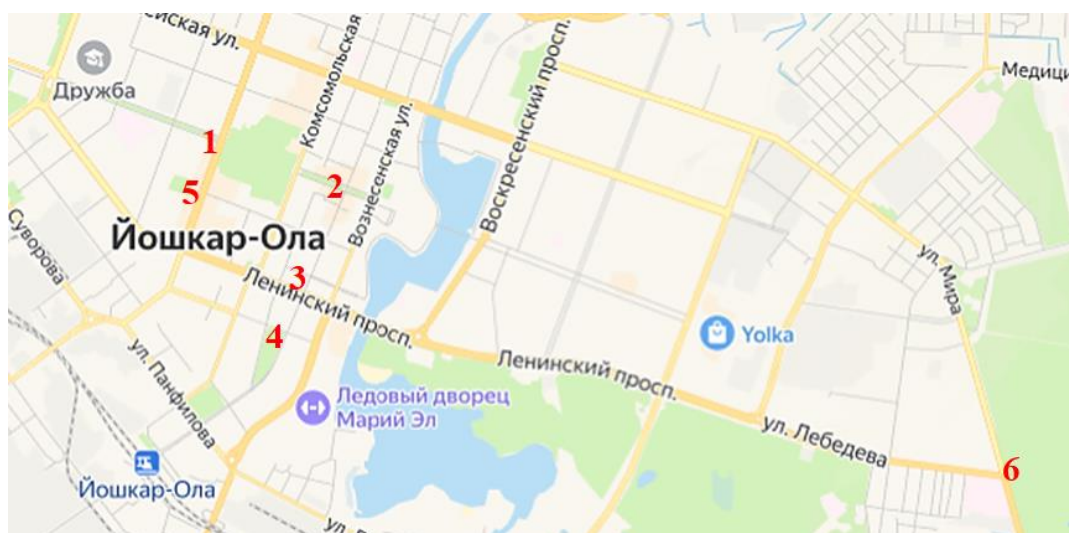 ейская ул.
Комсомольская
Воскресенский просп.
Медици
Дружба
1
Вознесенская ул.
2
5
Суворова
Йошкар-Ола
ул. Мира
3
Ленинский просп.
4
Yolka
Ленинский просп.
ул. Панфилова
Ледовый дворец
Марий Эл
ул. Лебедева
6
Йошкар-Ола